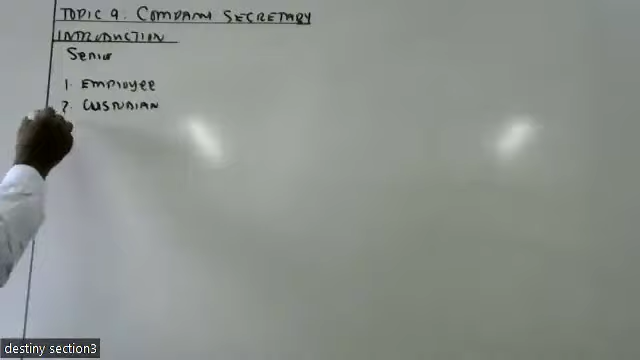 TOPIC 9. COMPANY SECRETARY
INTRODUCTION
Senior
1. EMPLOYEE
2. CUSTODIAN
destiny section3